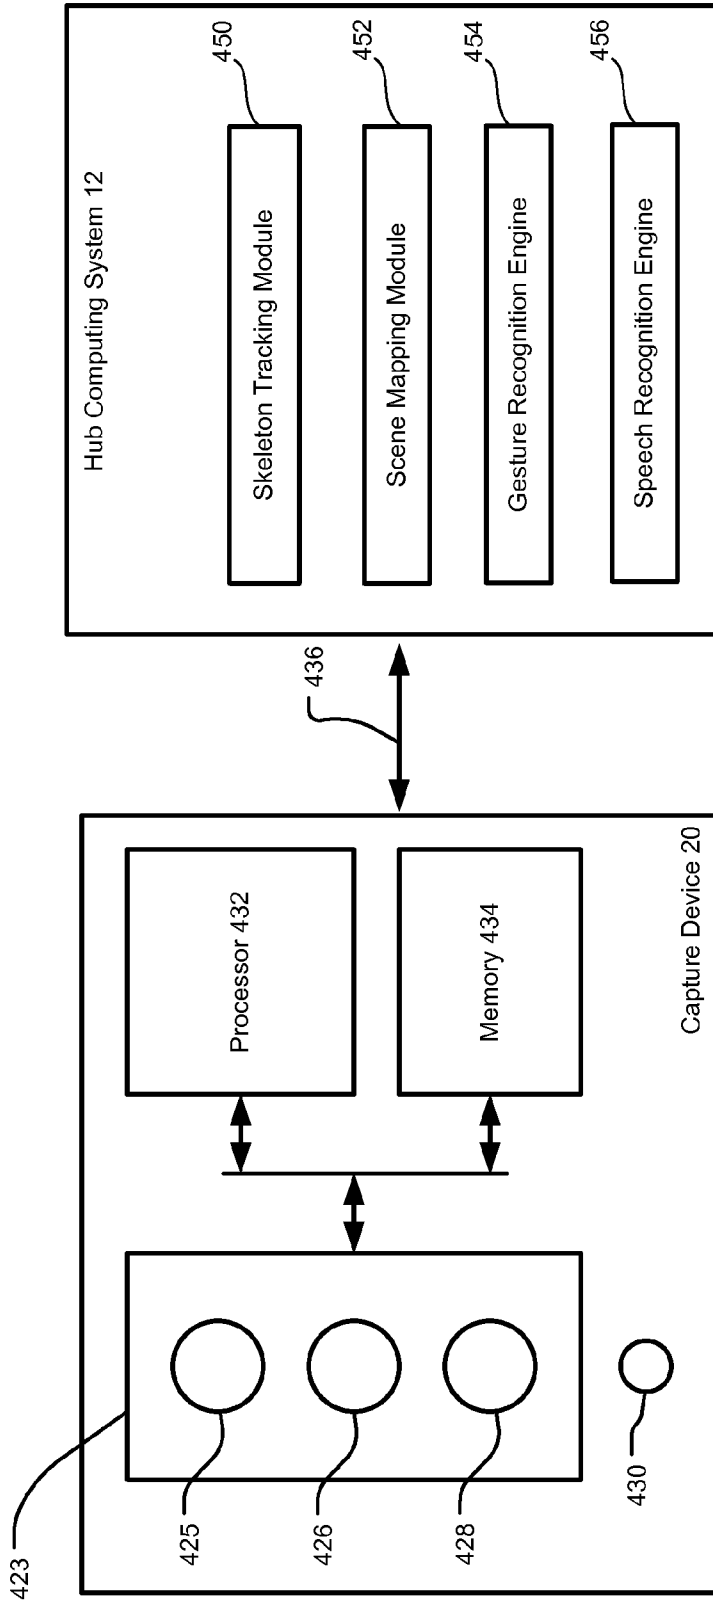 423
425
426
428
430
Processor 432
Memory 434
Capture Device 20
436
Hub Computing System 12
Skeleton Tracking Module
450
Scene Mapping Module
452
Gesture Recognition Engine
454
Speech Recognition Engine
456